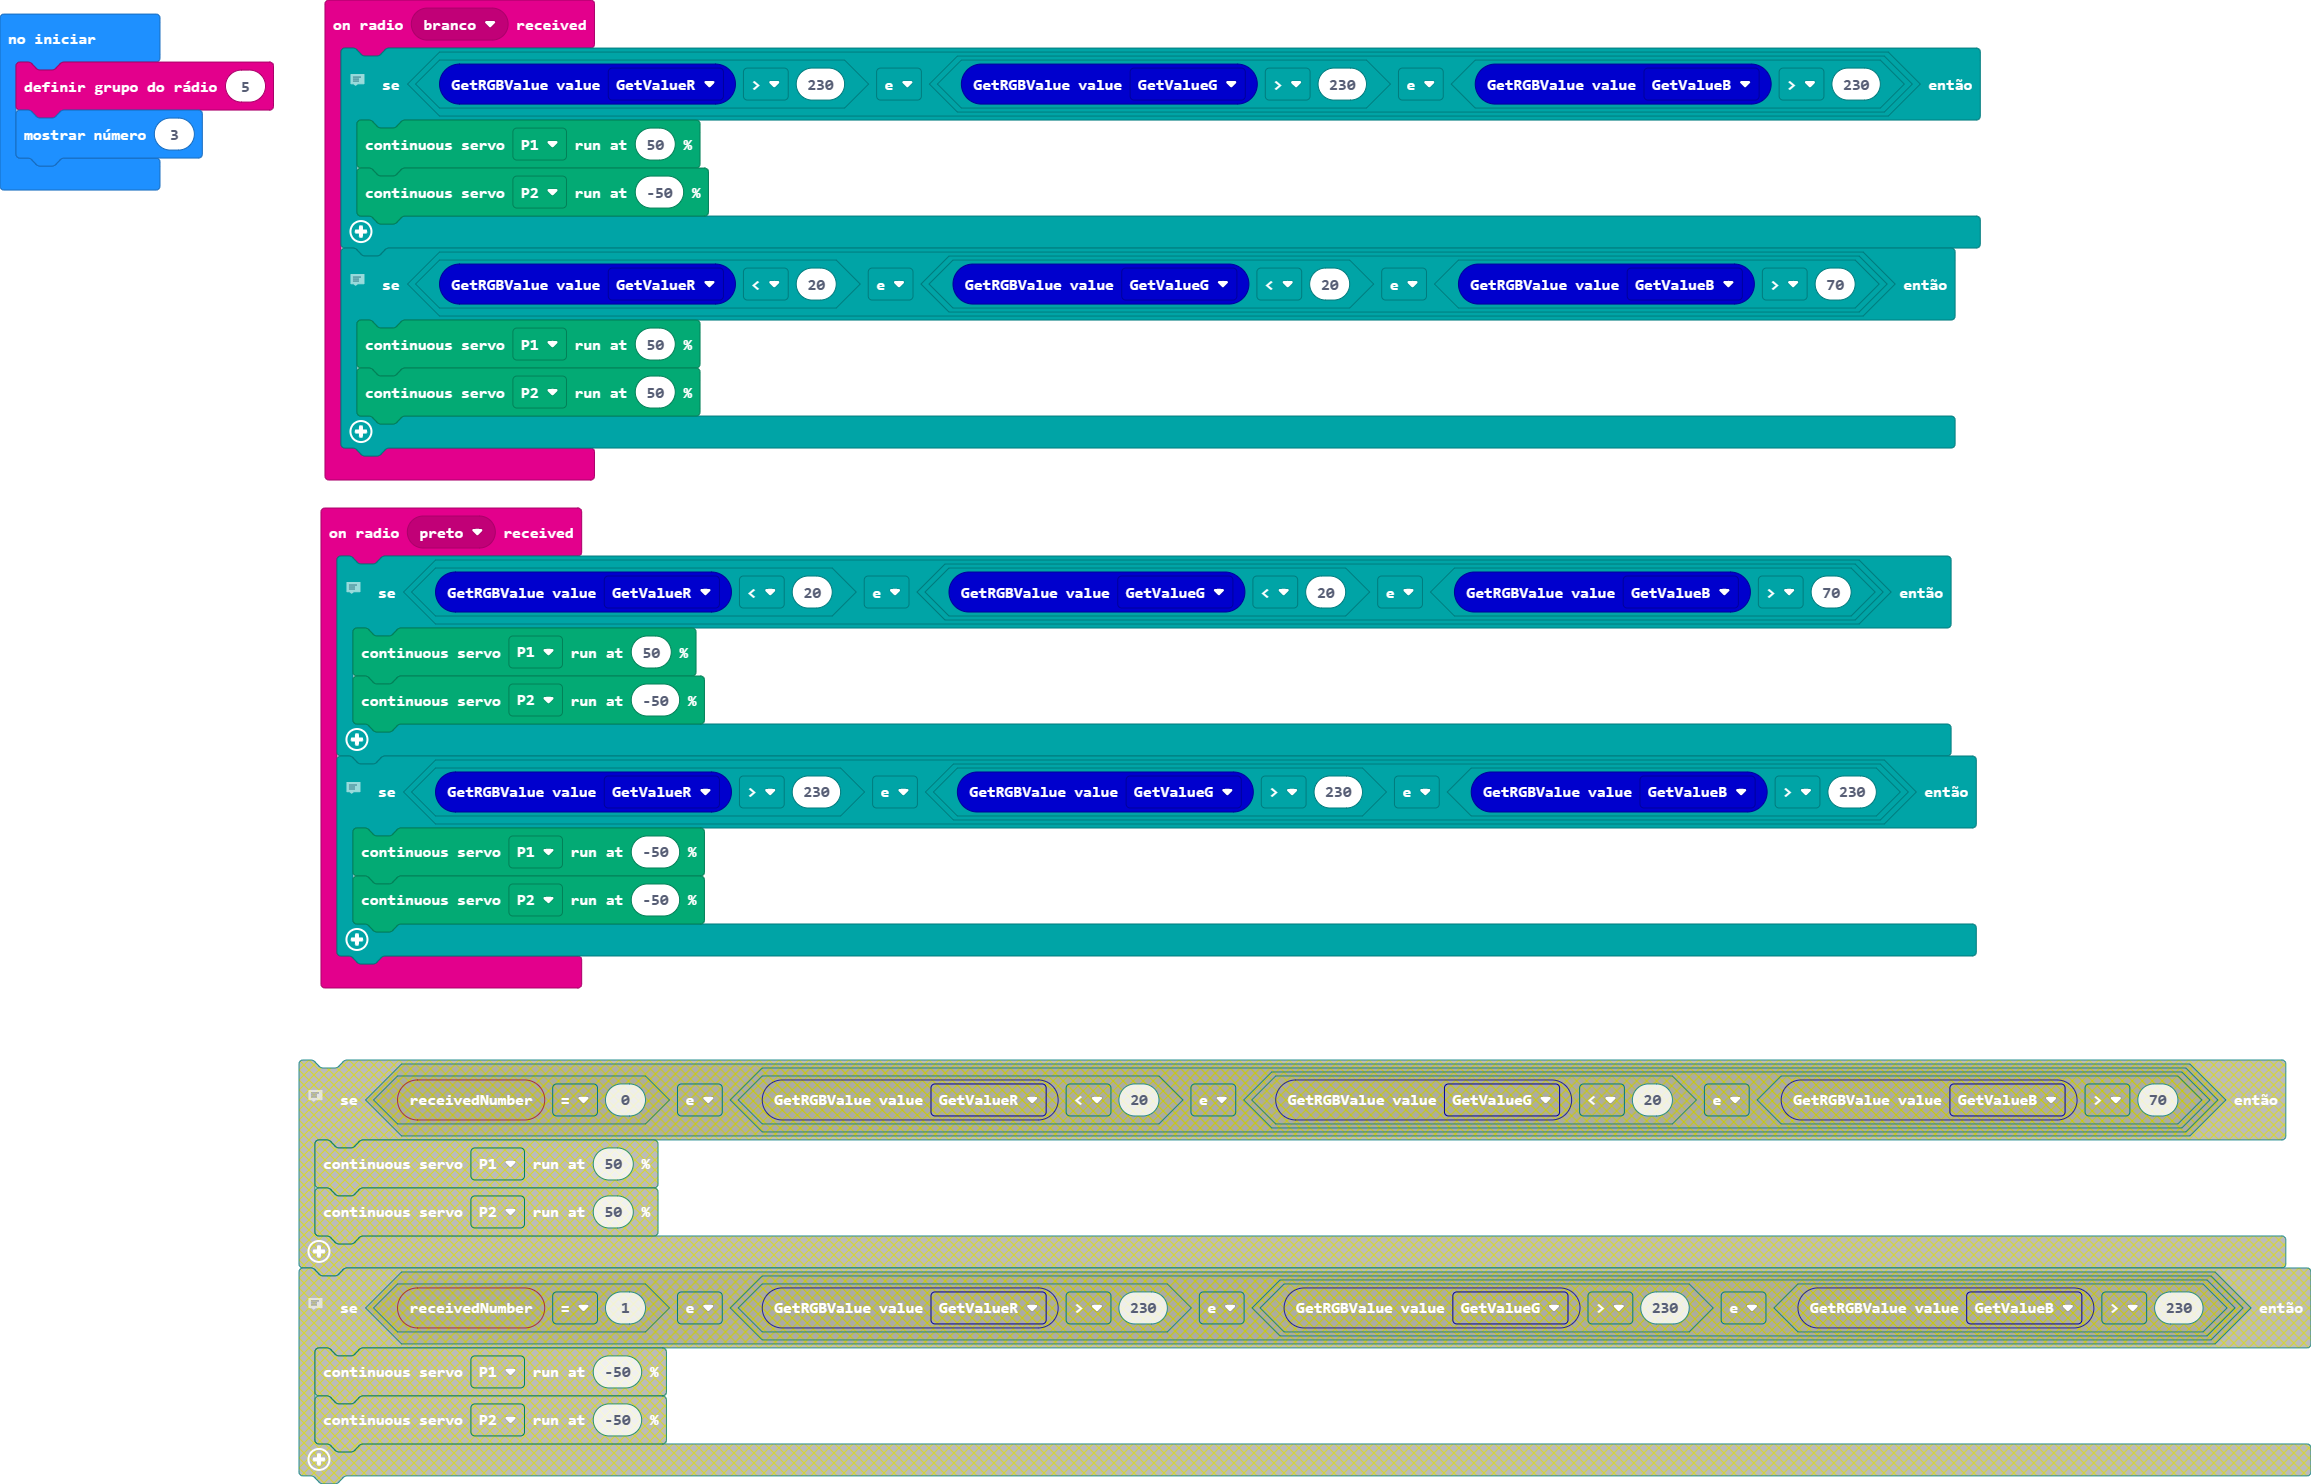 no iniciar
definir grupo do rádio 5
mostrar número 3
on radio branco received
se GetRGBValue value GetValueR > 230 e GetRGBValue value GetValueG > 230 e GetRGBValue value GetValueB > 230 então
continuous servo P1 run at 50 %
continuous servo P2 run at -50 %
se GetRGBValue value GetValueR < 20 e GetRGBValue value GetValueG < 20 e GetRGBValue value GetValueB > 70 então
continuous servo P1 run at 50 %
continuous servo P2 run at 50 %
on radio preto received
se GetRGBValue value GetValueR < 20 e GetRGBValue value GetValueG < 20 e GetRGBValue value GetValueB > 70 então
continuous servo P1 run at 50 %
continuous servo P2 run at -50 %
se GetRGBValue value GetValueR > 230 e GetRGBValue value GetValueG > 230 e GetRGBValue value GetValueB > 230 então
continuous servo P1 run at -50 %
continuous servo P2 run at -50 %
se receivedNumber = 0 e GetRGBValue value GetValueR < 20 e GetRGBValue value GetValueG < 20 e GetRGBValue value GetValueB > 70 então
continuous servo P1 run at 50 %
continuous servo P2 run at 50 %
se receivedNumber = 1 e GetRGBValue value GetValueR > 230 e GetRGBValue value GetValueG > 230 e GetRGBValue value GetValueB > 230 então
continuous servo P1 run at -50 %
continuous servo P2 run at -50 %